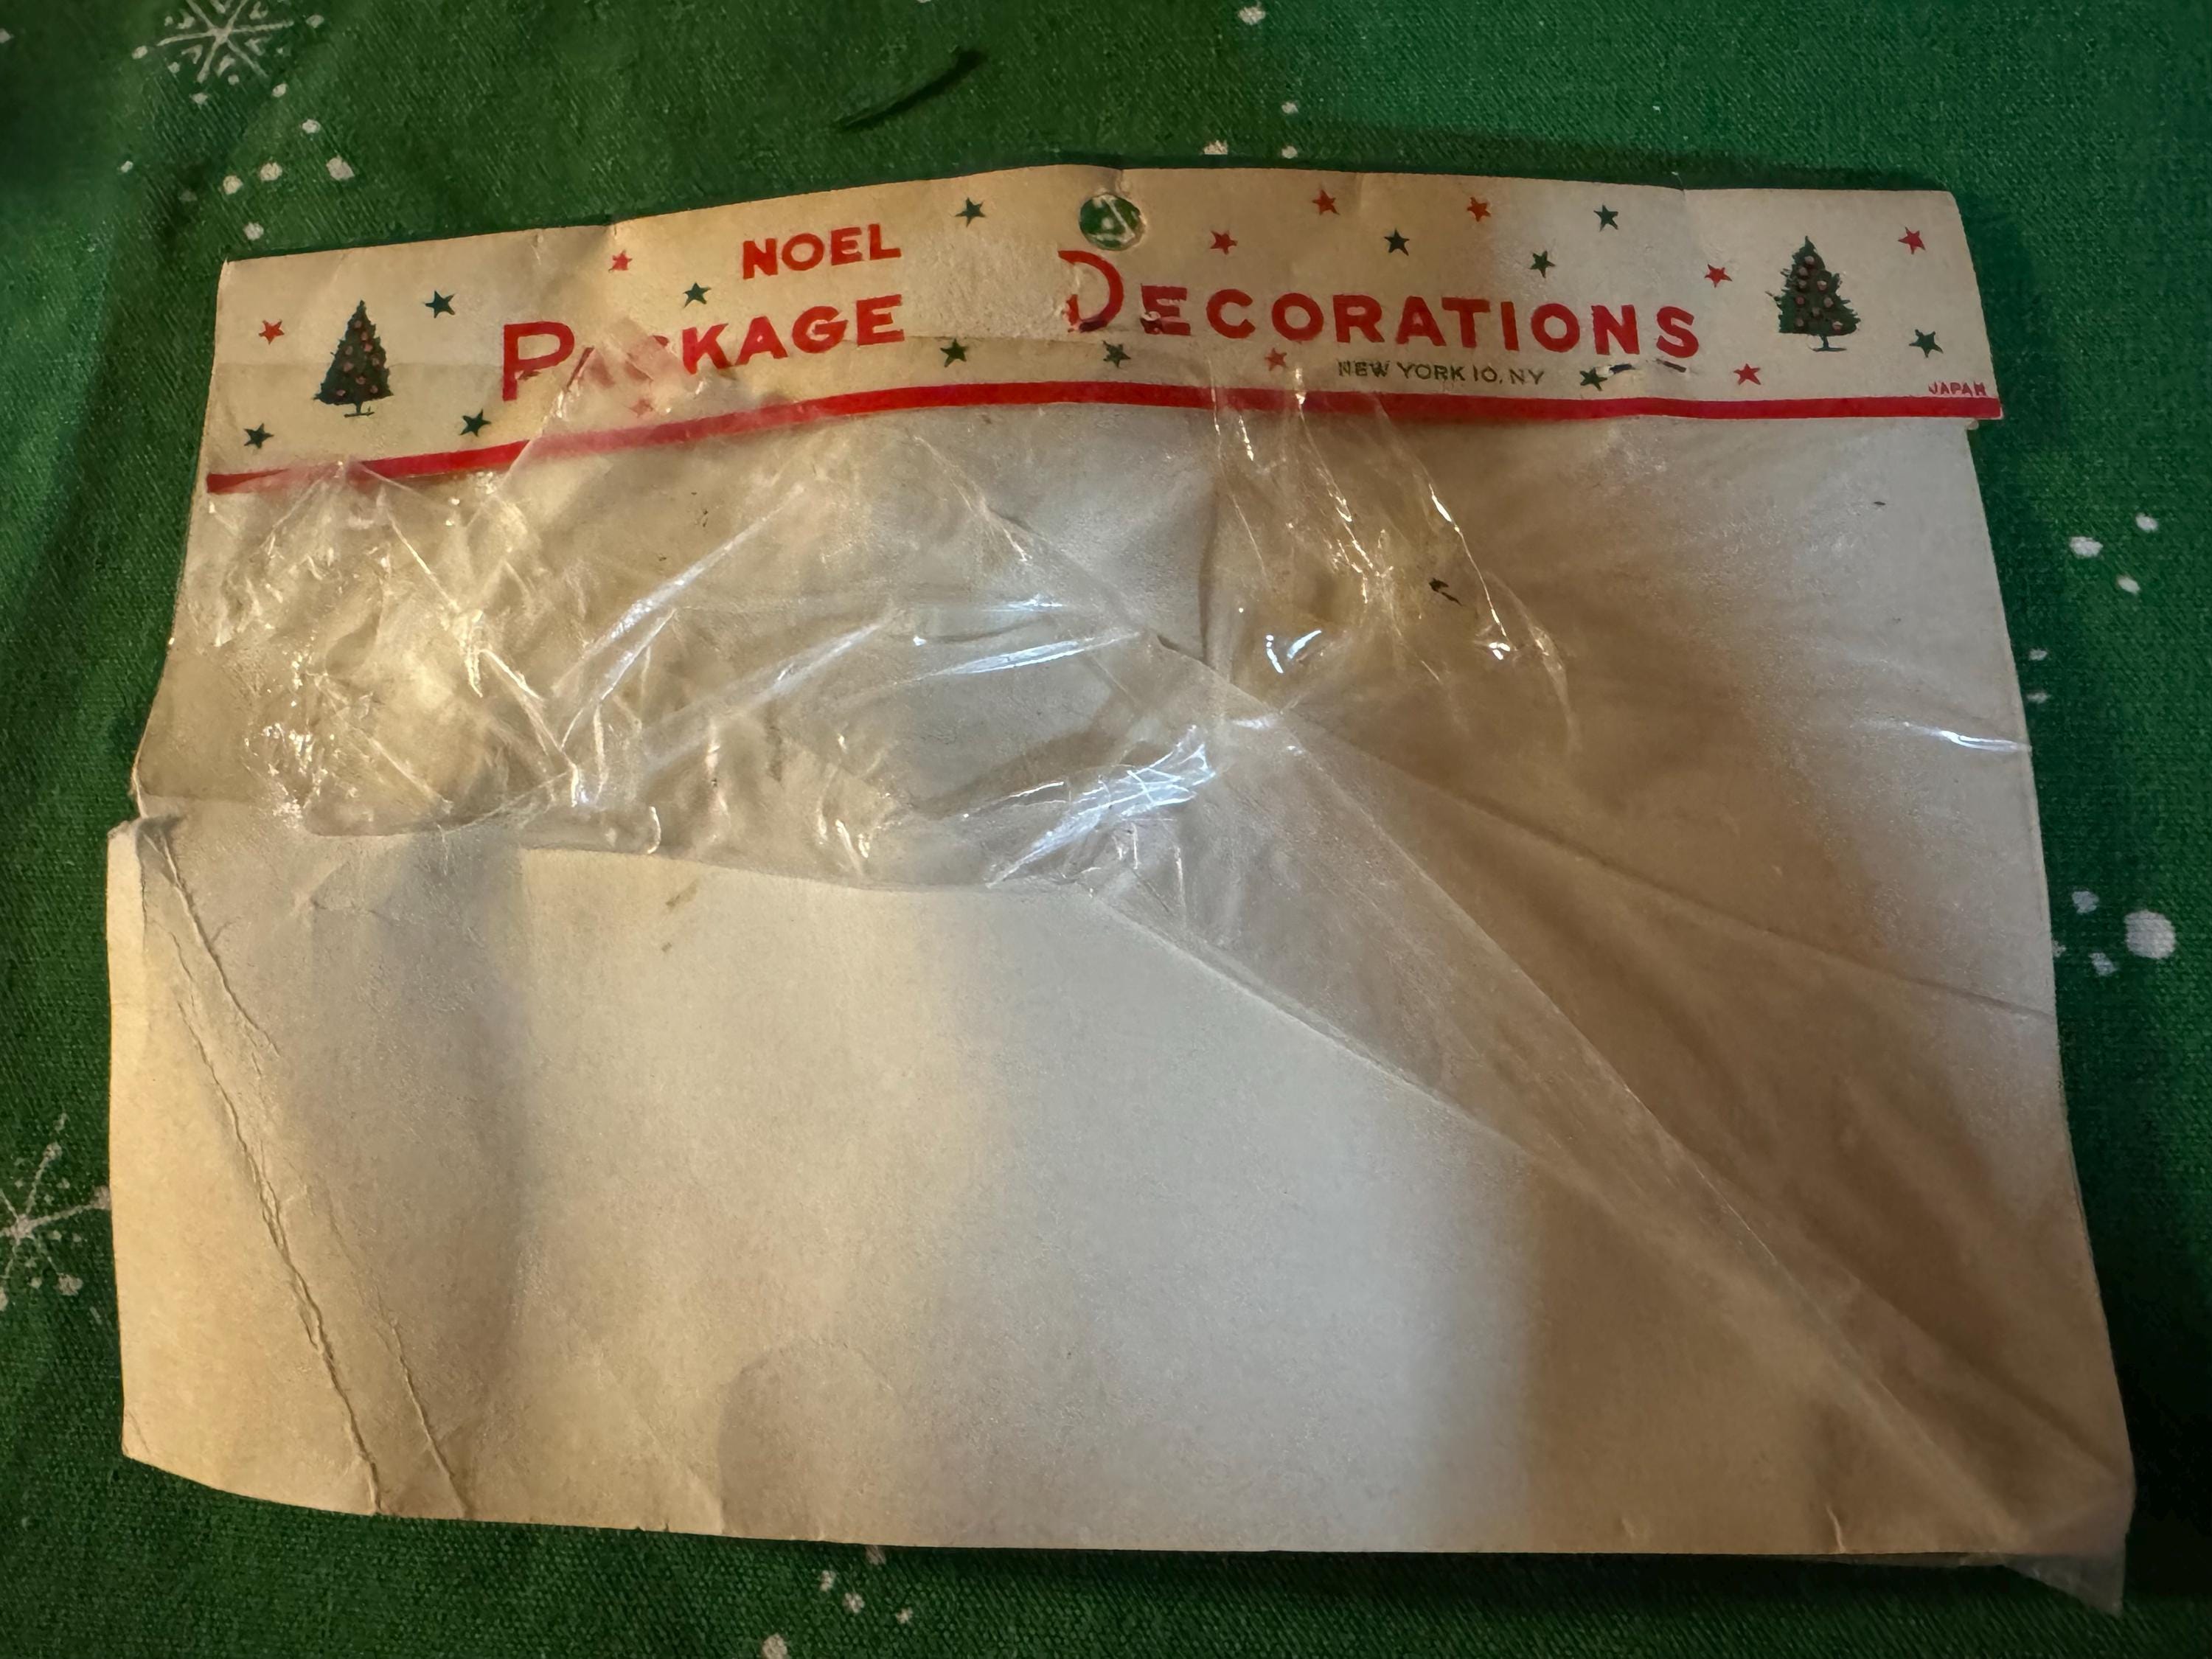 NOEL
PACKAGE DECORATIONS
NEW YORK 10, NY
JAPAN